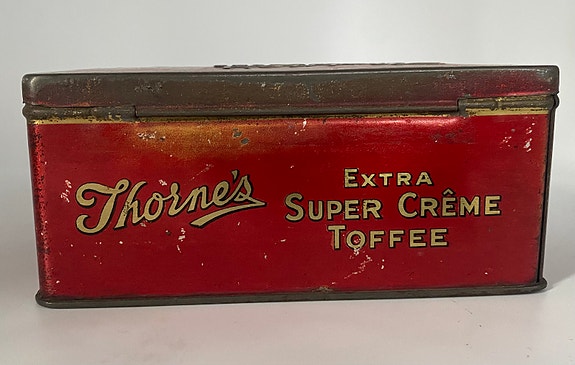 Thorne's
EXTRA
SUPER CRÊME
TOFFEE